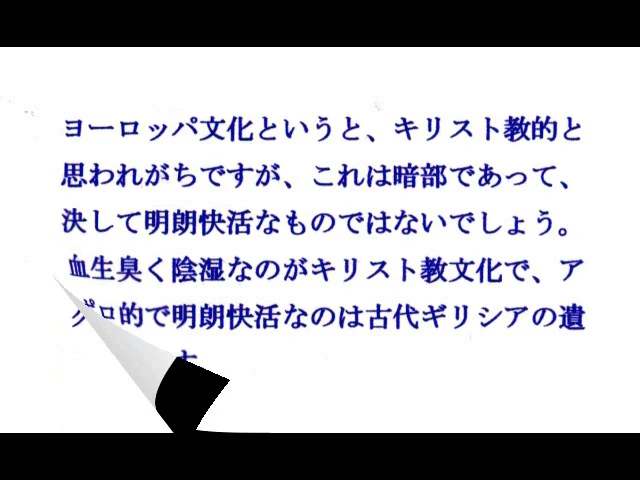 ヨーロッパ文化というと、キリスト教的と
思われがちですが、これは暗部であって、
決して明朗快活なものではないでしょう。
血生臭く陰湿なのがキリスト教文化で、ア
ポロ的で明朗快活なのは古代ギリシアの遺